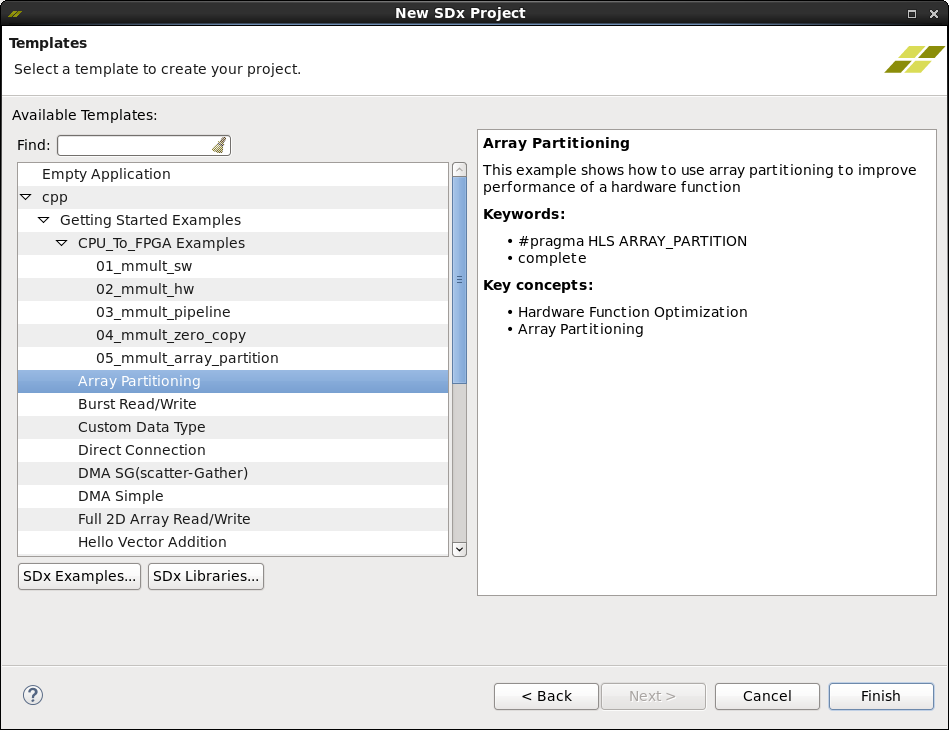 New SDx Project
Templates
Select a template to create your project.
Available Templates:
Find:
Empty Application
cpp
Getting Started Examples
CPU_To_FPGA Examples
01_mmult_sw
02_mmult_hw
03_mmult_pipeline
04_mmult_zero_copy
05_mmult_array_partition
Array Partitioning
Burst Read/Write
Custom Data Type
Direct Connection
DMA SG(scatter-Gather)
DMA Simple
Full 2D Array Read/Write
Hello Vector Addition
SDx Examples...
SDx Libraries...
Array Partitioning
This example shows how to use array partitioning to improve
performance of a hardware function
Keywords:
• #pragma HLS ARRAY_PARTITION
• complete
Key concepts:
• Hardware Function Optimization
• Array Partitioning
?
< Back
Next >
Cancel
Finish